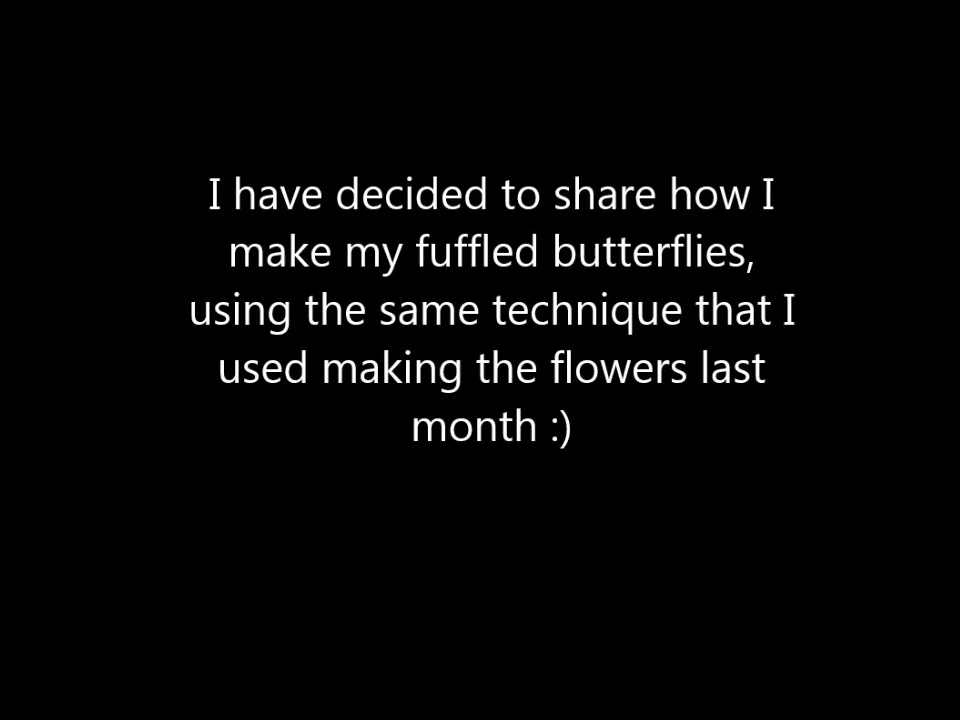 I have decided to share how I
make my fuffled butterflies,
using the same technique that I
used making the flowers last
month :)